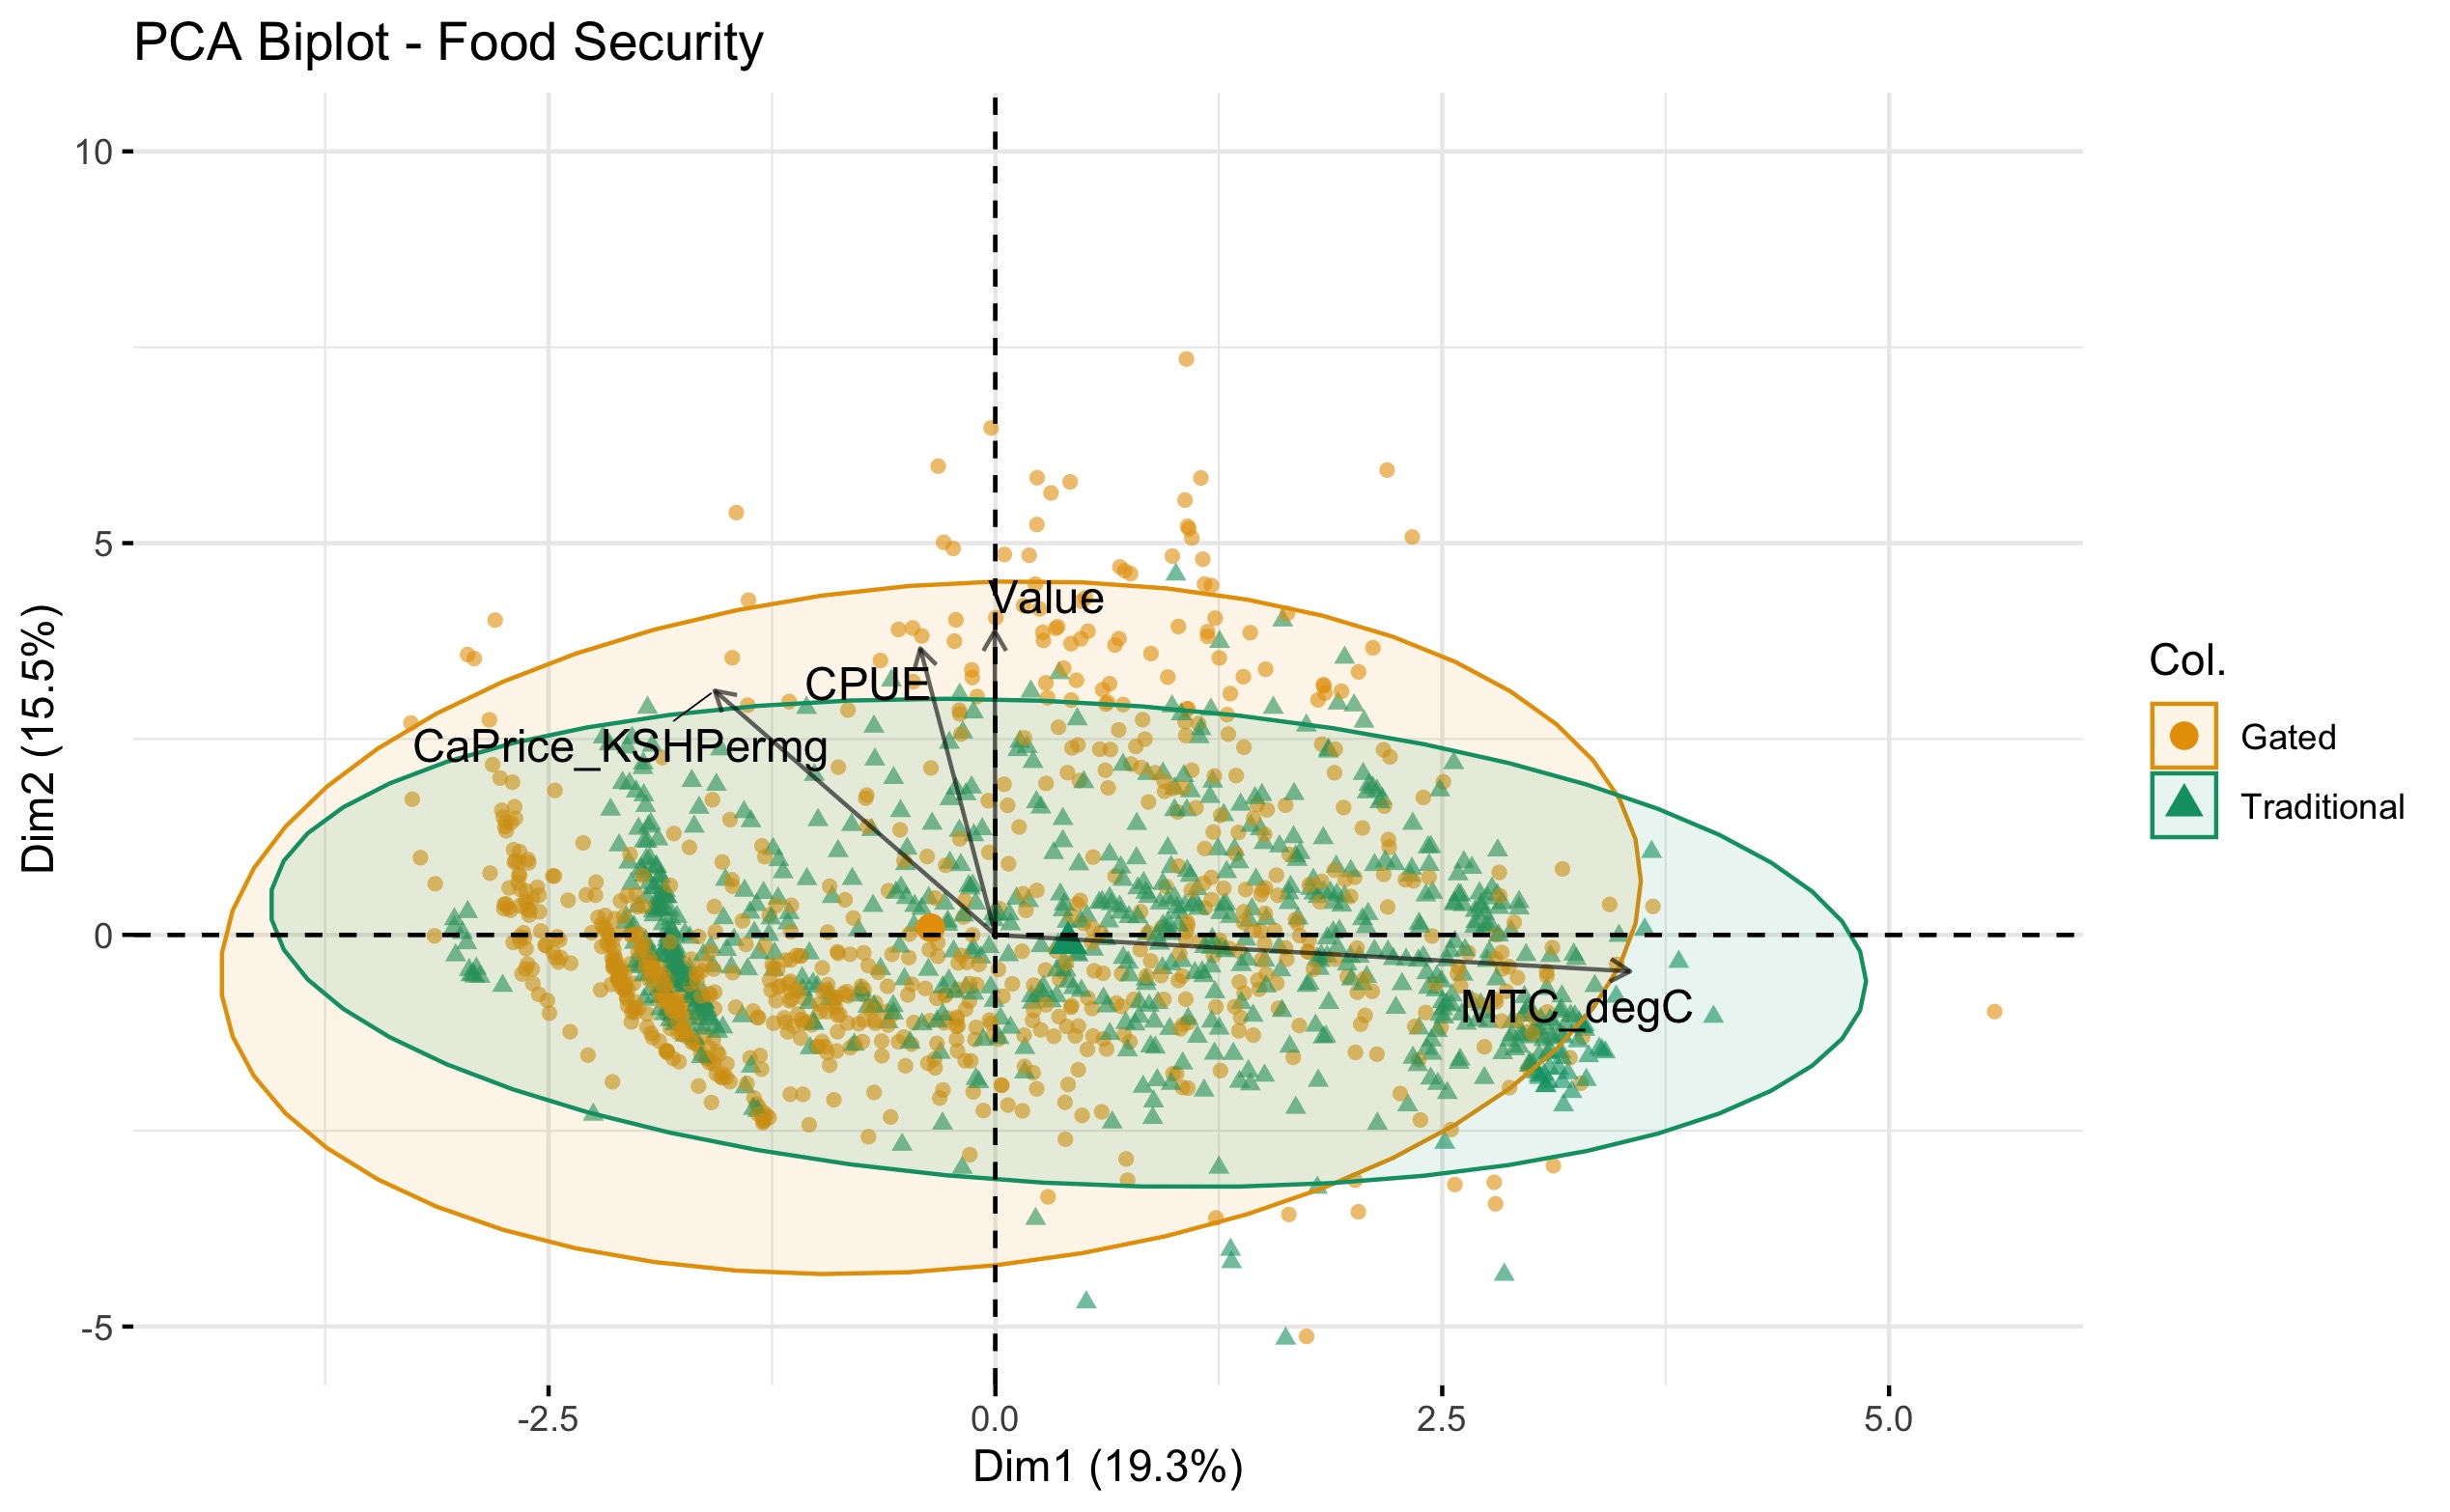 PCA Biplot - Food Security
10
5
0
-5
Dim2 (15.5%)
Value
CPUE
CaPrice_KSHPermg
MTC_degC
-2.5
0.0
2.5
5.0
Dim1 (19.3%)
Col.
Gated
Traditional